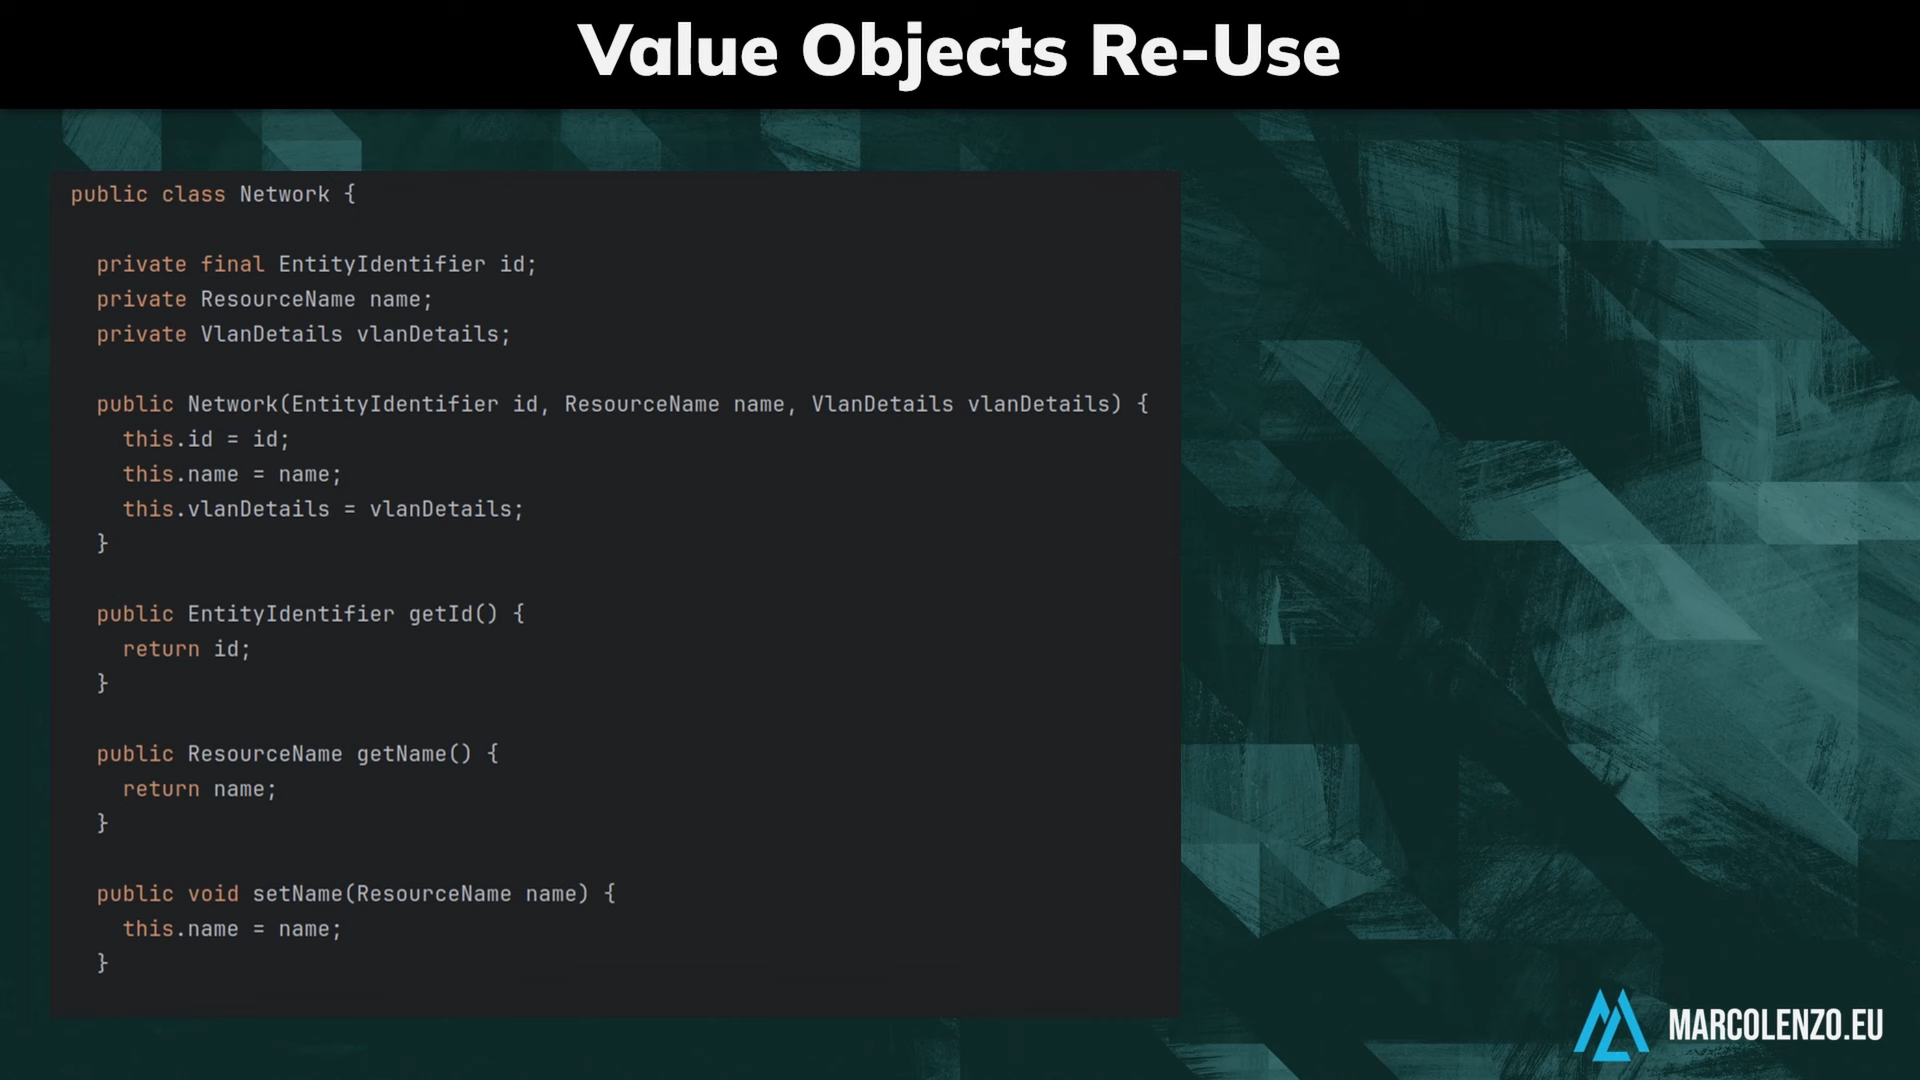 Value Objects Re-Use
public class Network {
private final EntityIdentifier id;
private ResourceName name;
private VlanDetails vlanDetails;
public Network(EntityIdentifier id, ResourceName name, VlanDetails vlanDetails) {
this.id = id;
this.name = name;
this.vlanDetails = vlanDetails;
}
public EntityIdentifier getId() {
return id;
}
public ResourceName getName() {
return name;
}
public void setName(ResourceName name) {
this.name = name;
}
MARCOLENZO.EU